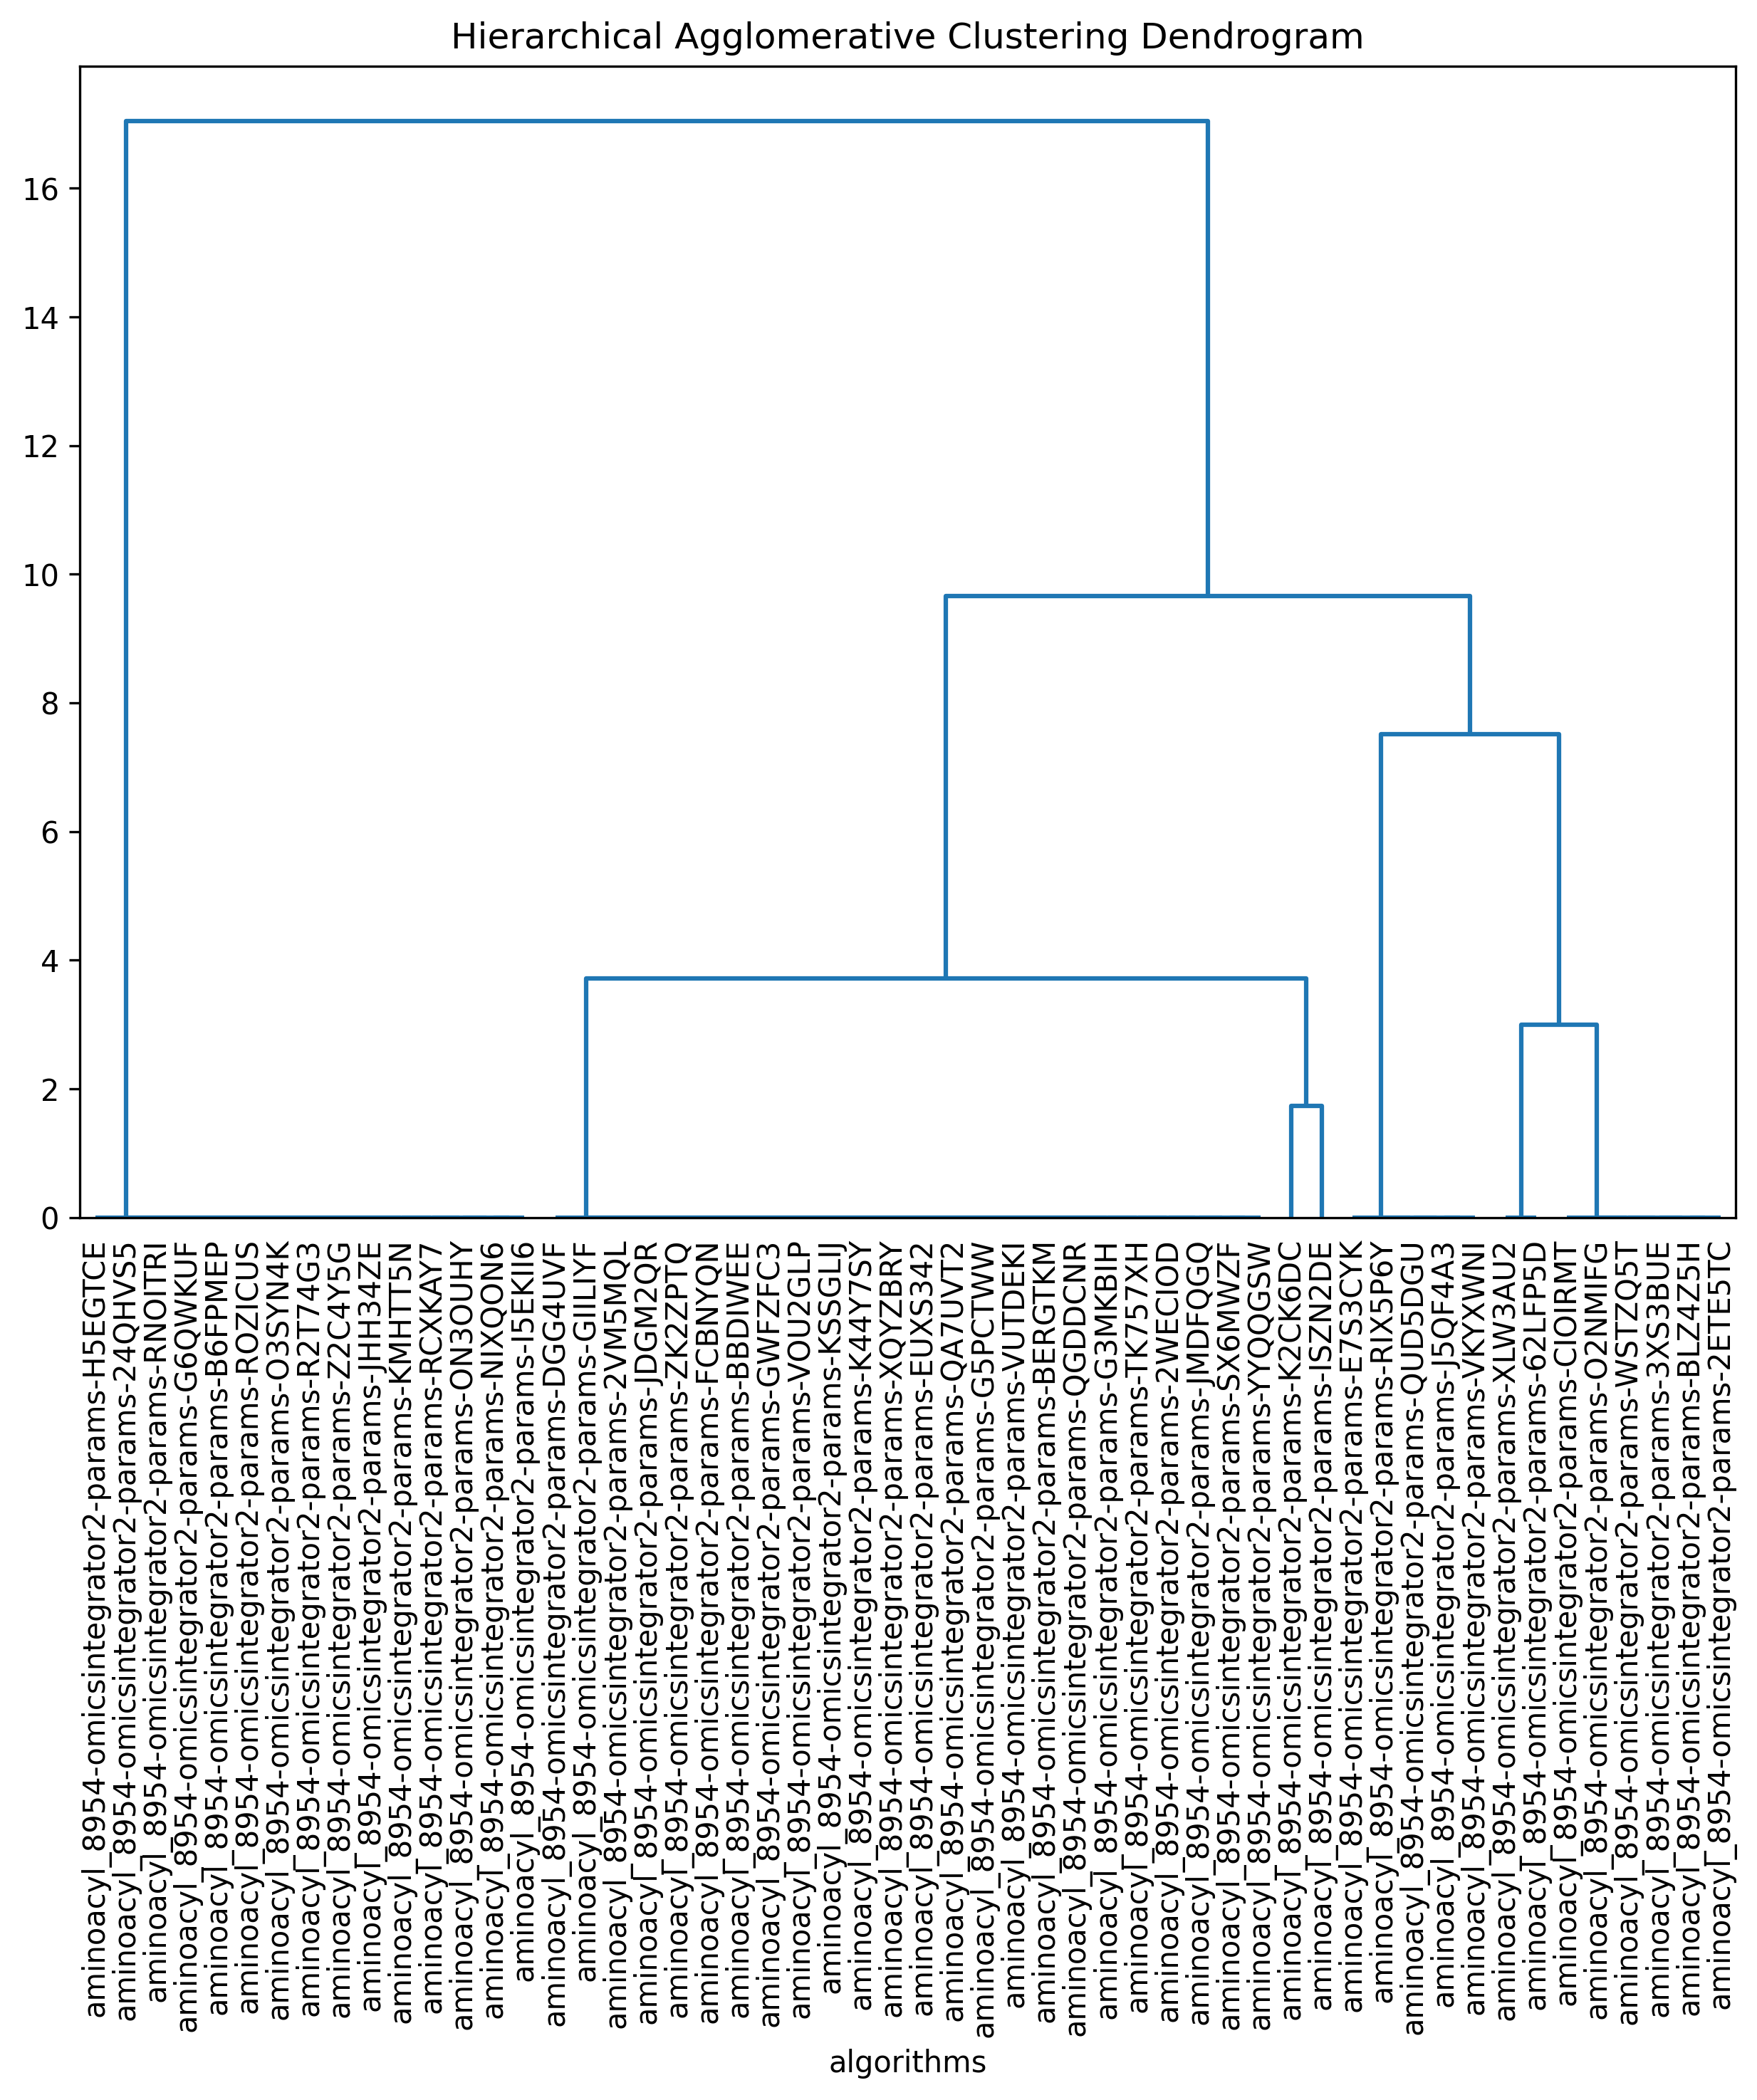 Hierarchical Agglomerative Clustering Dendrogram
16
14
12
10
8
6
4
2
0
aminoacyl_8954-omicsintegrator2-params-H5EGTCE
aminoacyl_8954-omicsintegrator2-params-24QHVS5
aminoacyl_8954-omicsintegrator2-params-RNOITRI
aminoacyl_8954-omicsintegrator2-params-G6QWKUF
aminoacyl_8954-omicsintegrator2-params-B6FPMEP
aminoacyl_8954-omicsintegrator2-params-ROZICUS
aminoacyl_8954-omicsintegrator2-params-O3SYN4K
aminoacyl_8954-omicsintegrator2-params-R2T74G3
aminoacyl_8954-omicsintegrator2-params-Z2C4Y5G
aminoacyl_8954-omicsintegrator2-params-JHH34ZE
aminoacyl_8954-omicsintegrator2-params-KMHTT5N
aminoacyl_8954-omicsintegrator2-params-RCXKAY7
aminoacyl_8954-omicsintegrator2-params-ON3OUHY
aminoacyl_8954-omicsintegrator2-params-NIXQON6
aminoacyl_8954-omicsintegrator2-params-I5EKII6
aminoacyl_8954-omicsintegrator2-params-DGG4UVF
aminoacyl_8954-omicsintegrator2-params-GIILIYF
aminoacyl_8954-omicsintegrator2-params-2VM5MQL
aminoacyl_8954-omicsintegrator2-params-JDGM2QR
aminoacyl_8954-omicsintegrator2-params-ZK2ZPTQ
aminoacyl_8954-omicsintegrator2-params-FCBNYQN
aminoacyl_8954-omicsintegrator2-params-BBDIWEE
aminoacyl_8954-omicsintegrator2-params-GWFZFC3
aminoacyl_8954-omicsintegrator2-params-VOU2GLP
aminoacyl_8954-omicsintegrator2-params-KSSGLIJ
aminoacyl_8954-omicsintegrator2-params-K44Y7SY
aminoacyl_8954-omicsintegrator2-params-XQYZBRY
aminoacyl_8954-omicsintegrator2-params-EUXS342
aminoacyl_8954-omicsintegrator2-params-QA7UVT2
aminoacyl_8954-omicsintegrator2-params-G5PCTWW
aminoacyl_8954-omicsintegrator2-params-VUTDEKI
aminoacyl_8954-omicsintegrator2-params-BERGTKM
aminoacyl_8954-omicsintegrator2-params-QGDDCNR
aminoacyl_8954-omicsintegrator2-params-G3MKBIH
aminoacyl_8954-omicsintegrator2-params-TK757XH
aminoacyl_8954-omicsintegrator2-params-2WECIOD
aminoacyl_8954-omicsintegrator2-params-JMDFQGQ
aminoacyl_8954-omicsintegrator2-params-SX6MWZF
aminoacyl_8954-omicsintegrator2-params-YYQQGSW
aminoacyl_8954-omicsintegrator2-params-K2CK6DC
aminoacyl_8954-omicsintegrator2-params-ISZN2DE
aminoacyl_8954-omicsintegrator2-params-E7S3CYK
aminoacyl_8954-omicsintegrator2-params-RIX5P6Y
aminoacyl_8954-omicsintegrator2-params-QUD5DGU
aminoacyl_8954-omicsintegrator2-params-J5QF4A3
aminoacyl_8954-omicsintegrator2-params-VKYXWNI
aminoacyl_8954-omicsintegrator2-params-XLW3AU2
aminoacyl_8954-omicsintegrator2-params-62LFP5D
aminoacyl_8954-omicsintegrator2-params-CIOIRMT
aminoacyl_8954-omicsintegrator2-params-O2NMIFG
aminoacyl_8954-omicsintegrator2-params-WSTZQ5T
aminoacyl_8954-omicsintegrator2-params-3XS3BUE
aminoacyl_8954-omicsintegrator2-params-BLZ4Z5H
aminoacyl_8954-omicsintegrator2-params-2ETE5TC
algorithms